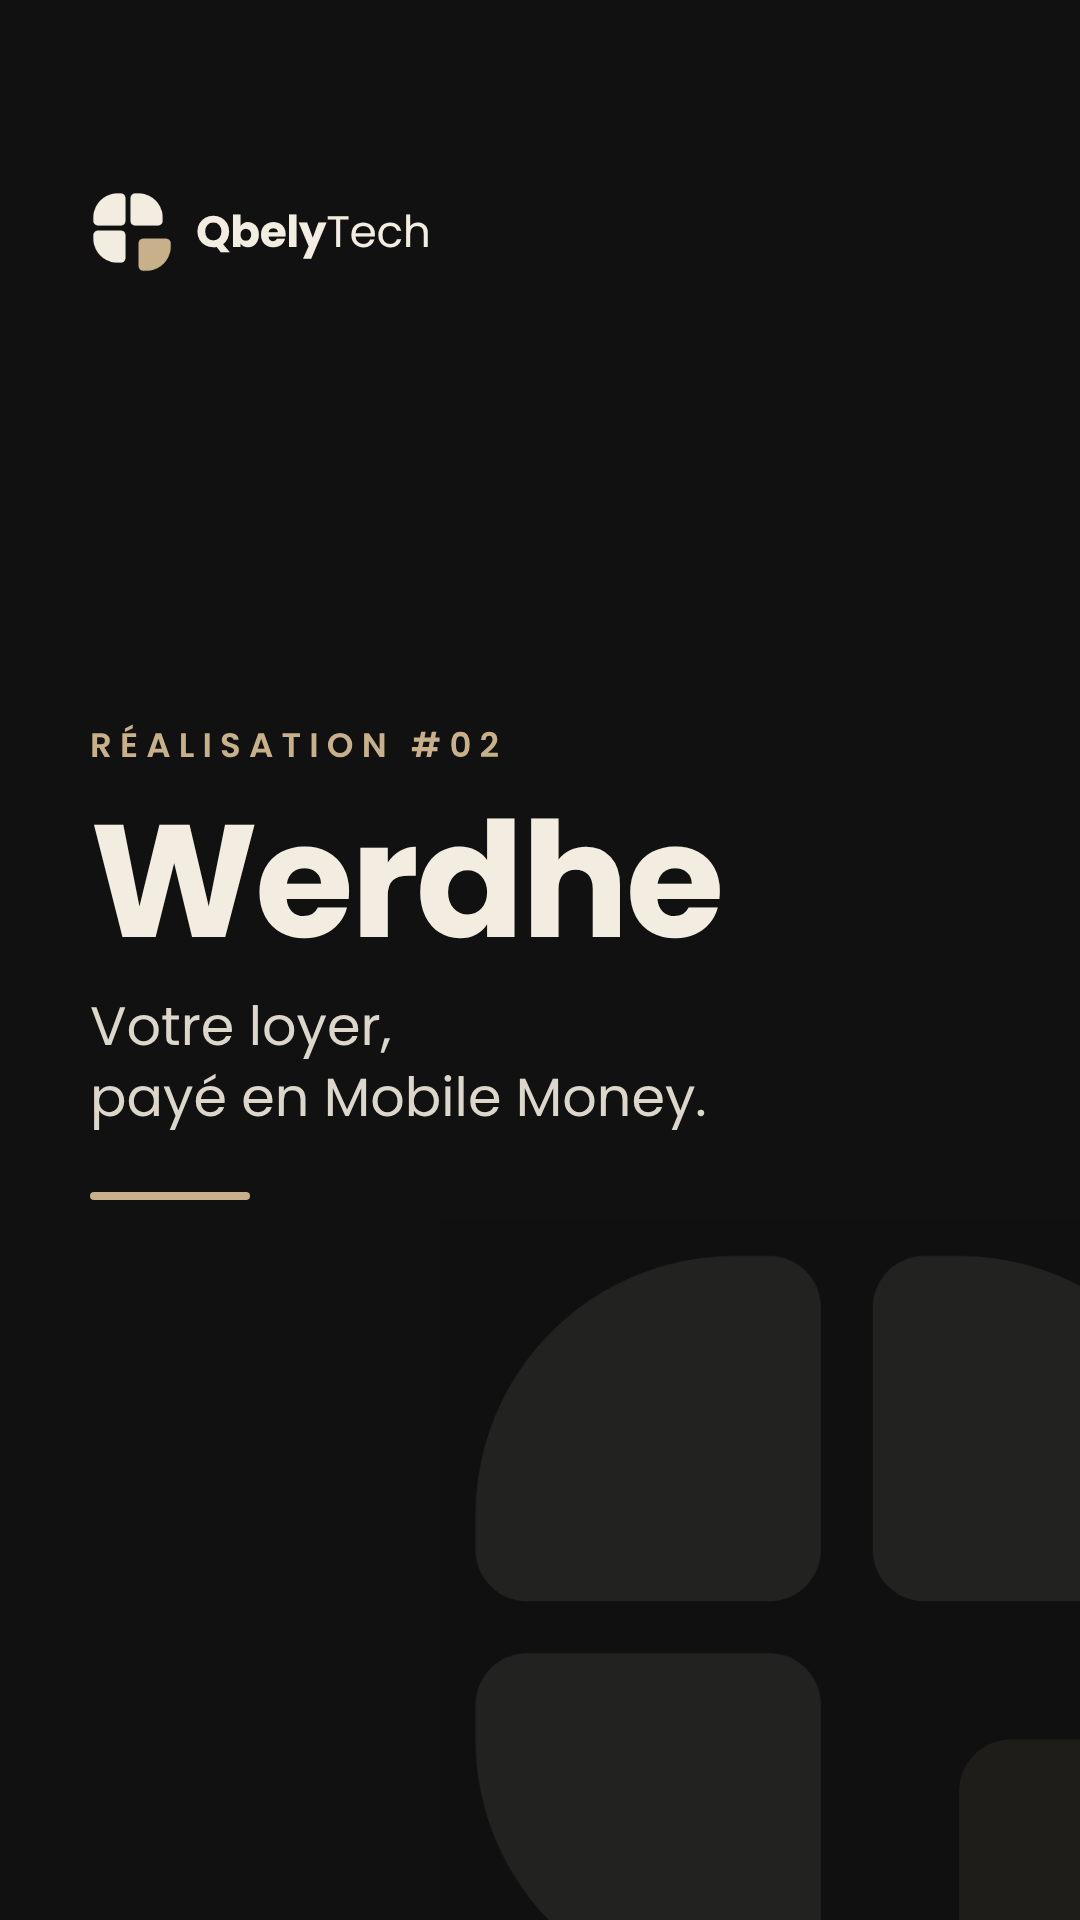 QbelyTech
RÉALISATION #02
Werdhe
Votre loyer,
payé en Mobile Money.